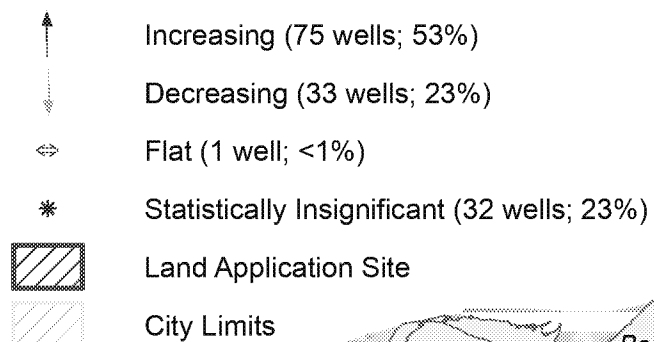 Increasing (75 wells; 53%)
Decreasing (33 wells; 23%)
Flat (1 well; <1%)
Statistically Insignificant (32 wells; 23%)
Land Application Site
City Limits